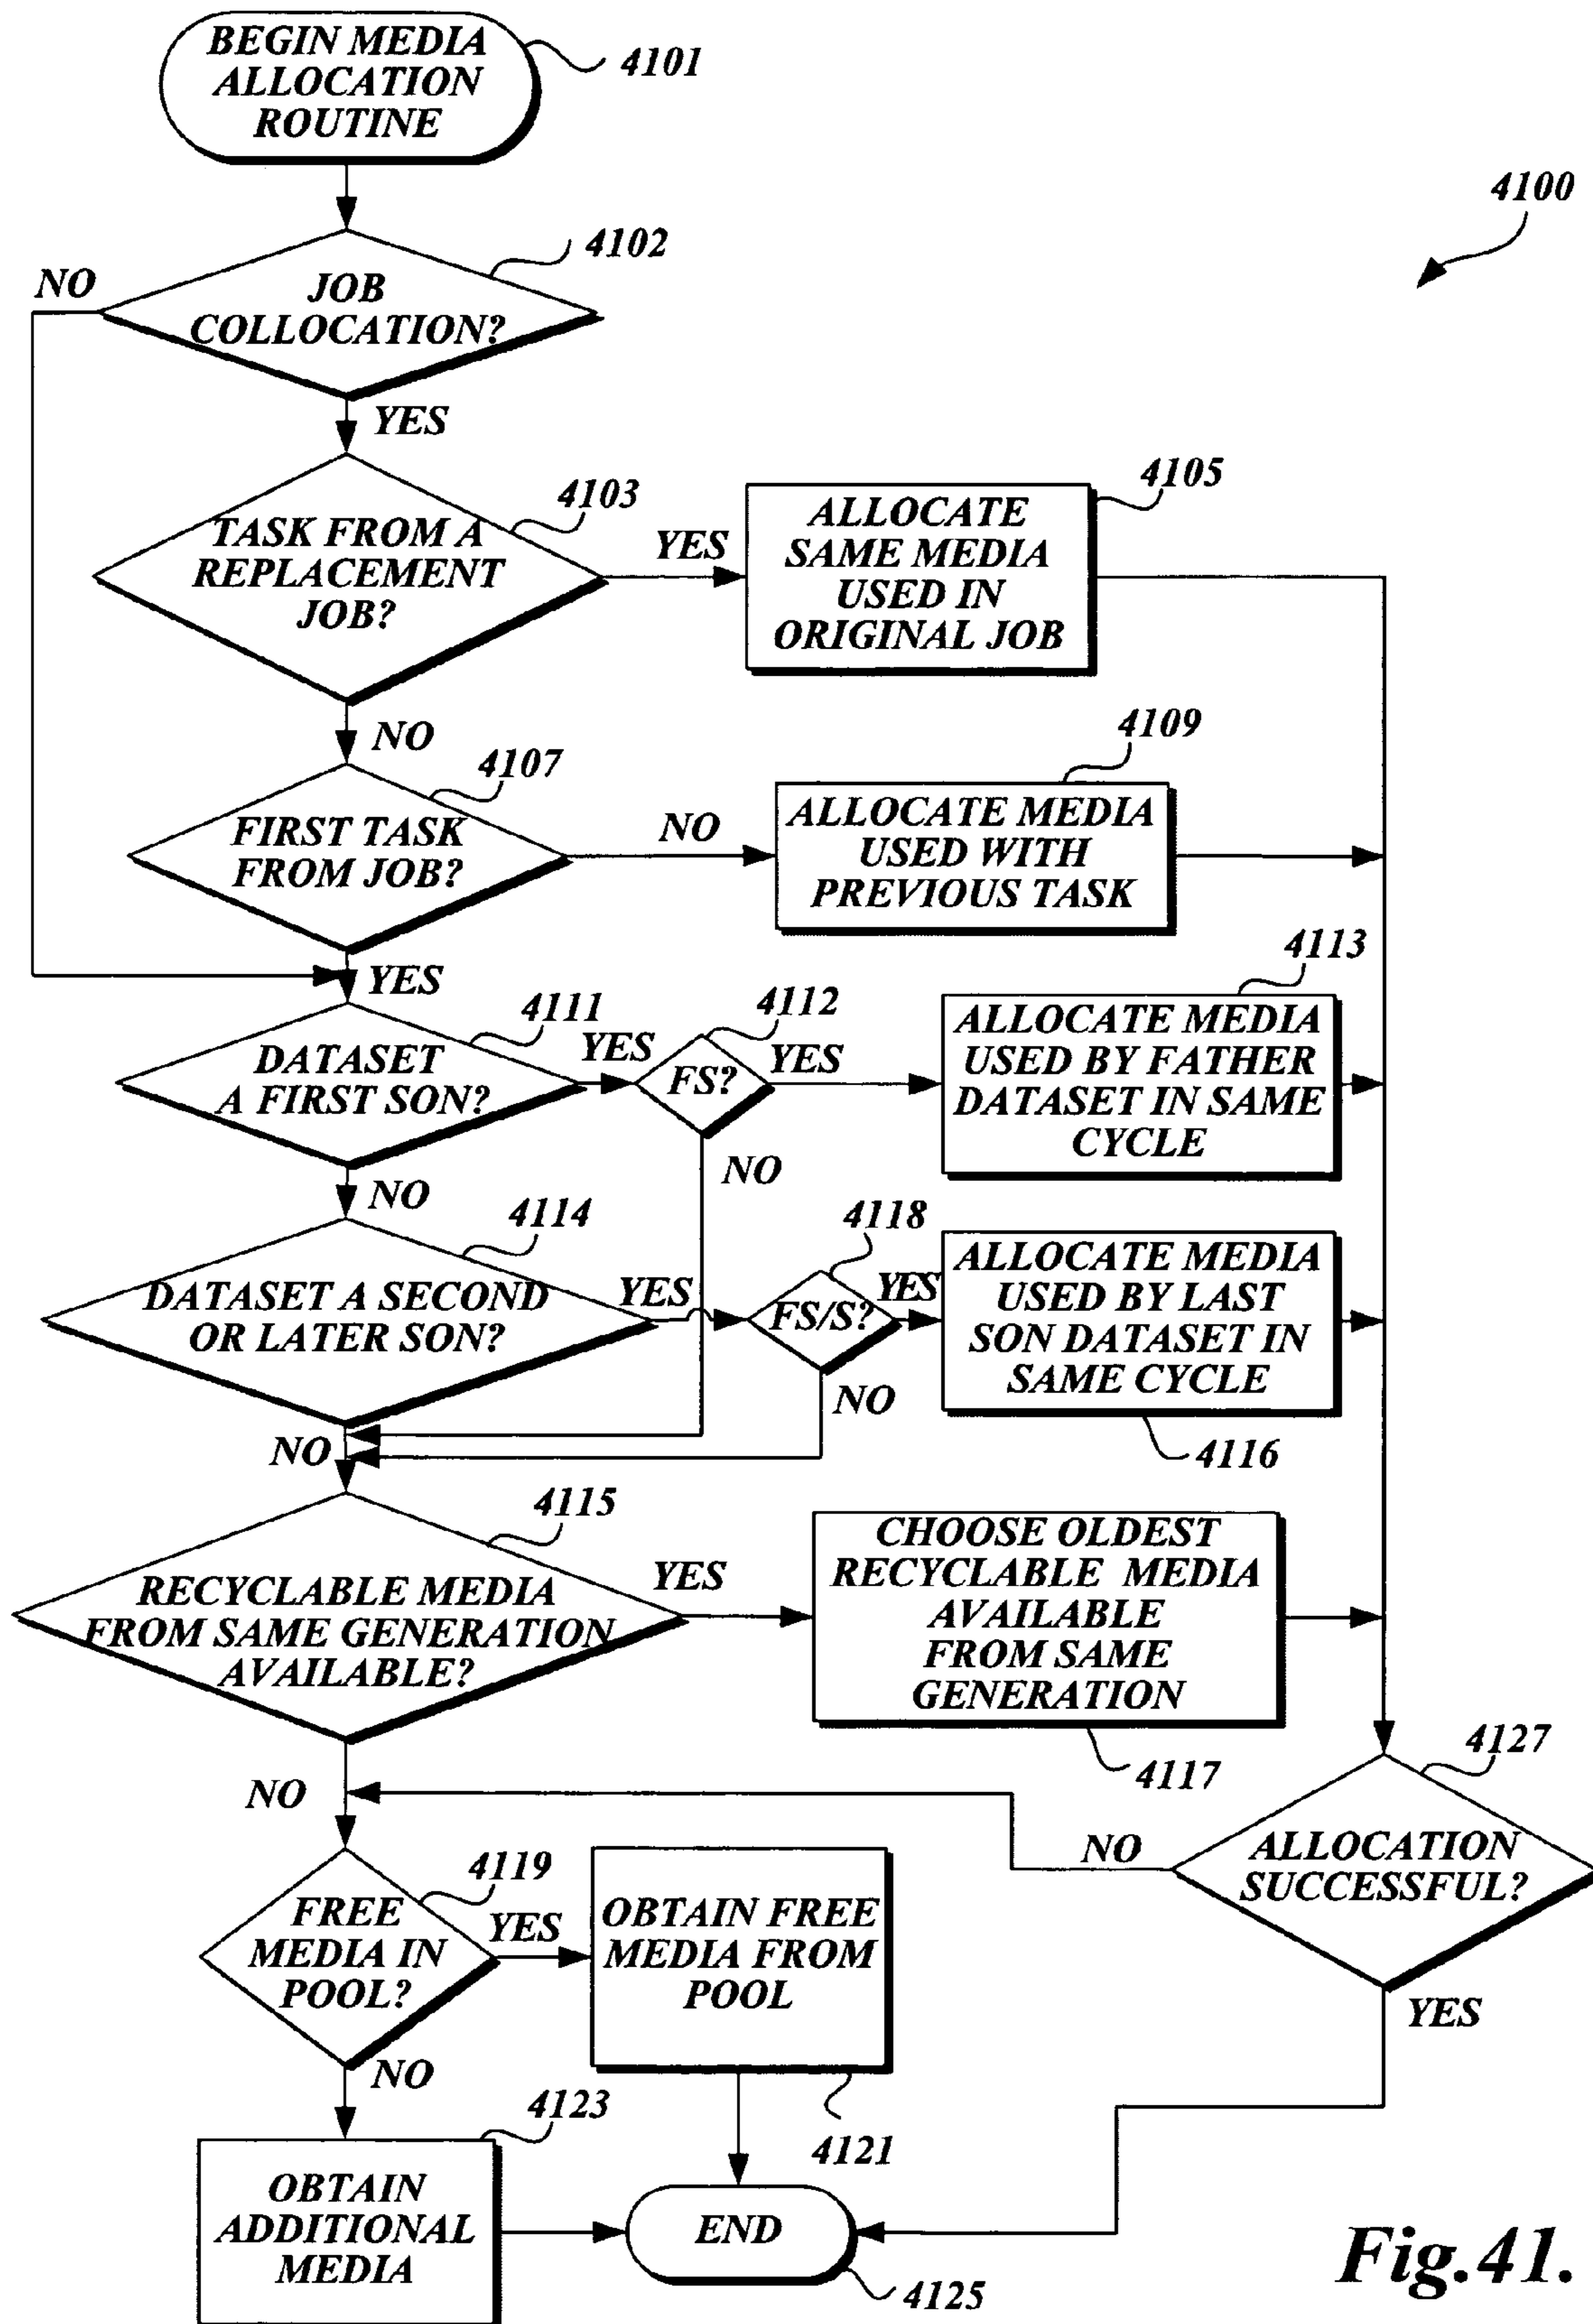 BEGIN MEDIA
ALLOCATION
ROUTINE
4101
4100
4102
NO
JOB
COLLOCATION?
YES
4103
TASK FROM A
REPLACEMENT
JOB?
YES
4105
ALLOCATE
SAME MEDIA
USED IN
ORIGINAL JOB
NO
4107
FIRST TASK
FROM JOB?
NO
4109
ALLOCATE MEDIA
USED WITH
PREVIOUS TASK
YES
4111
DATASET
A FIRST SON?
YES
4112
FS?
YES
4113
ALLOCATE MEDIA
USED BY FATHER
DATASET IN SAME
CYCLE
NO
NO
4114
DATASET A SECOND
OR LATER SON?
YES
4118
FS/S?
YES
ALLOCATE MEDIA
USED BY LAST
SON DATASET IN
SAME CYCLE
4116
NO
NO
4115
RECYCLABLE MEDIA
FROM SAME GENERATION
AVAILABLE?
YES
CHOOSE OLDEST
RECYCLABLE MEDIA
AVAILABLE
FROM SAME
GENERATION
4117
4127
ALLOCATION
SUCCESSFUL?
NO
YES
NO
4119
FREE
MEDIA IN
POOL?
YES
OBTAIN FREE
MEDIA FROM
POOL
4121
NO
4123
OBTAIN
ADDITIONAL
MEDIA
END
4125
Fig.41.